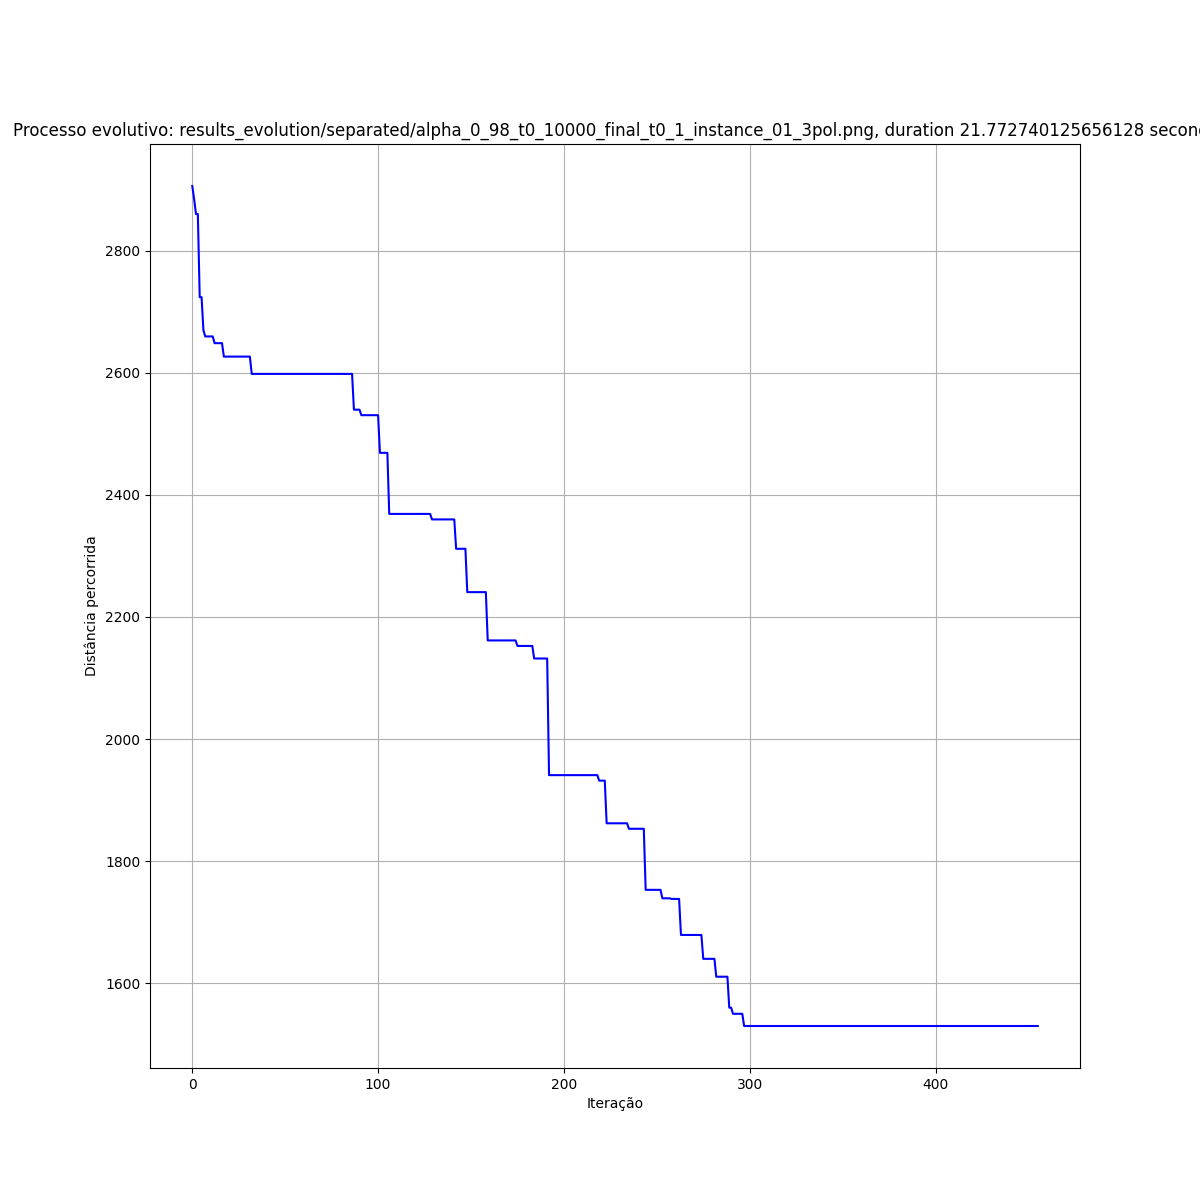 Processo evolutivo: results_evolution/separated/alpha_0_98_t0_10000_final_t0_1_instance_01_3pol.png, duration 21.772740125656128
2800
2600
2400
2200
2000
1800
1600
Distância percorrida
0 100 200 300 400
Iteração